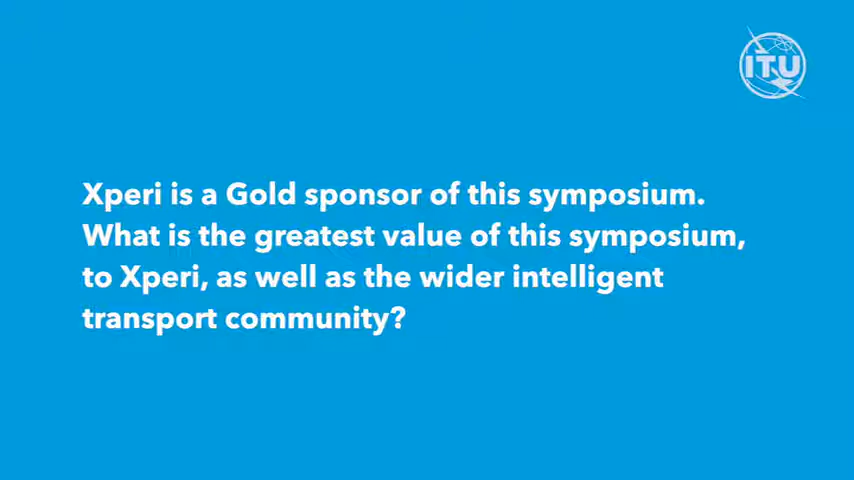 ITU
Xperi is a Gold sponsor of this symposium.
What is the greatest value of this symposium,
to Xperi, as well as the wider intelligent
transport community?